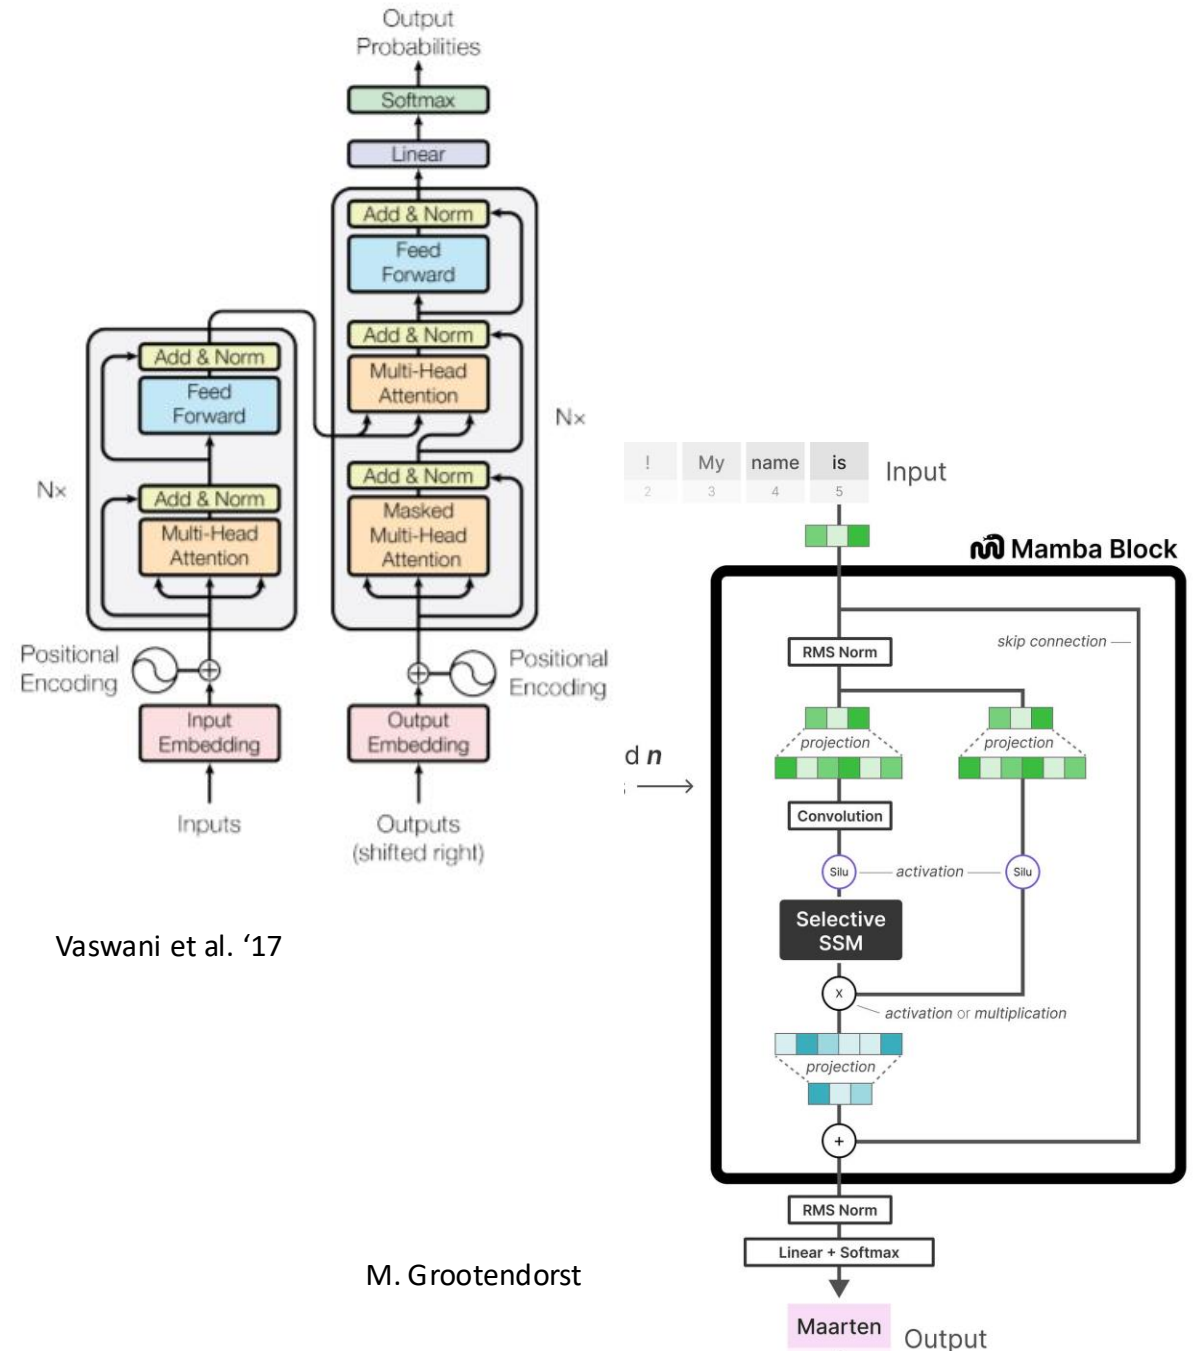 Output
Probabilities
Softmax
Linear
Add & Norm
Feed
Forward
Add & Norm
Multi-Head
Attention
Nx
Add & Norm
Masked
Multi-Head
Attention
Add & Norm
Feed
Forward
Nx
Add & Norm
Multi-Head
Attention
Positional
Encoding
Positional
Encoding
Input
Embedding
Output
Embedding
Inputs
Outputs
(shifted right)
Vaswani et al. ‘17
! My name is Input
2 3 4 5
Mamba Block
skip connection
RMS Norm
projection projection
d n
Convolution
Silu activation Silu
Selective
SSM
x
activation or multiplication
projection
+
RMS Norm
Linear + Softmax
M. Grootendorst
Maarten Output